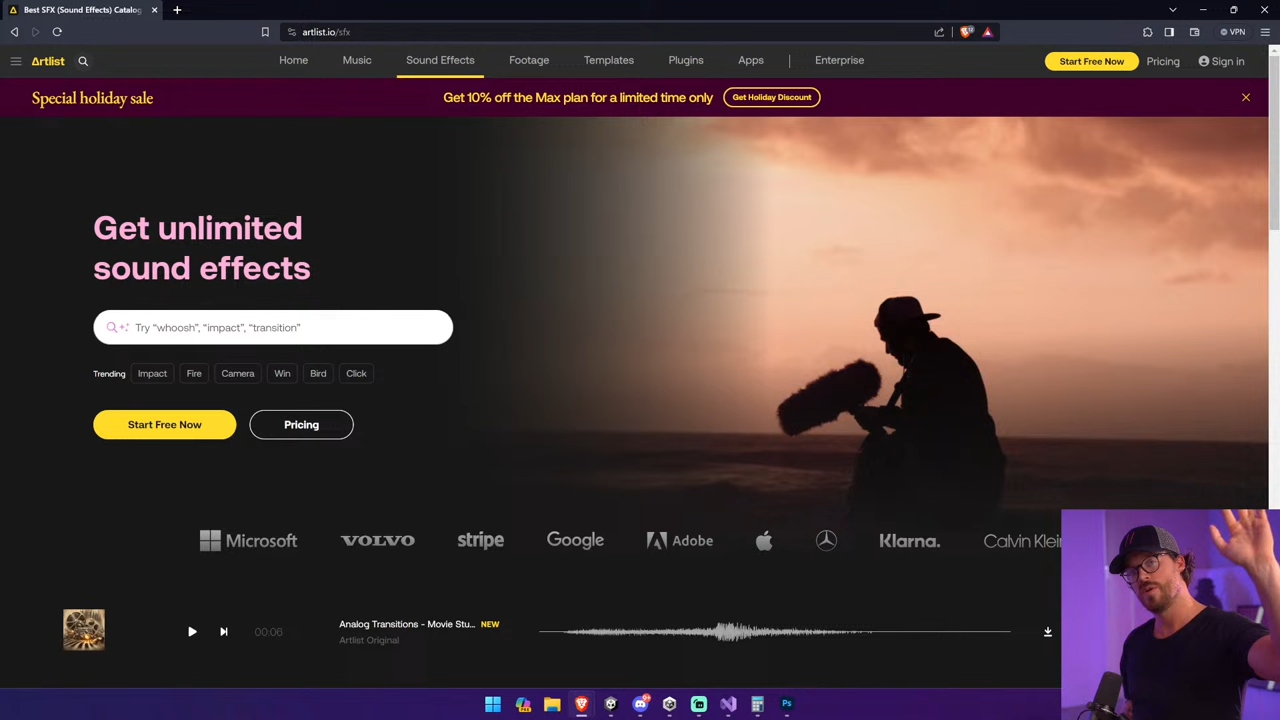 Best SFX (Sound Effects) Catalog
artlist.io/sfx
VPN
Artlist
Home
Music
Sound Effects
Footage
Templates
Plugins
Apps
Enterprise
Start Free Now
Pricing
Sign in
Special holiday sale
Get 10% off the Max plan for a limited time only
Get Holiday Discount
Get unlimited
sound effects
Try “whoosh”, “impact”, “transition”
Trending
Impact
Fire
Camera
Win
Bird
Click
Start Free Now
Pricing
Microsoft
VOLVO
stripe
Google
Adobe
Klarna.
Calvin Klein
00:06
Analog Transitions - Movie Stu...
NEW
Artlist Original
Ps